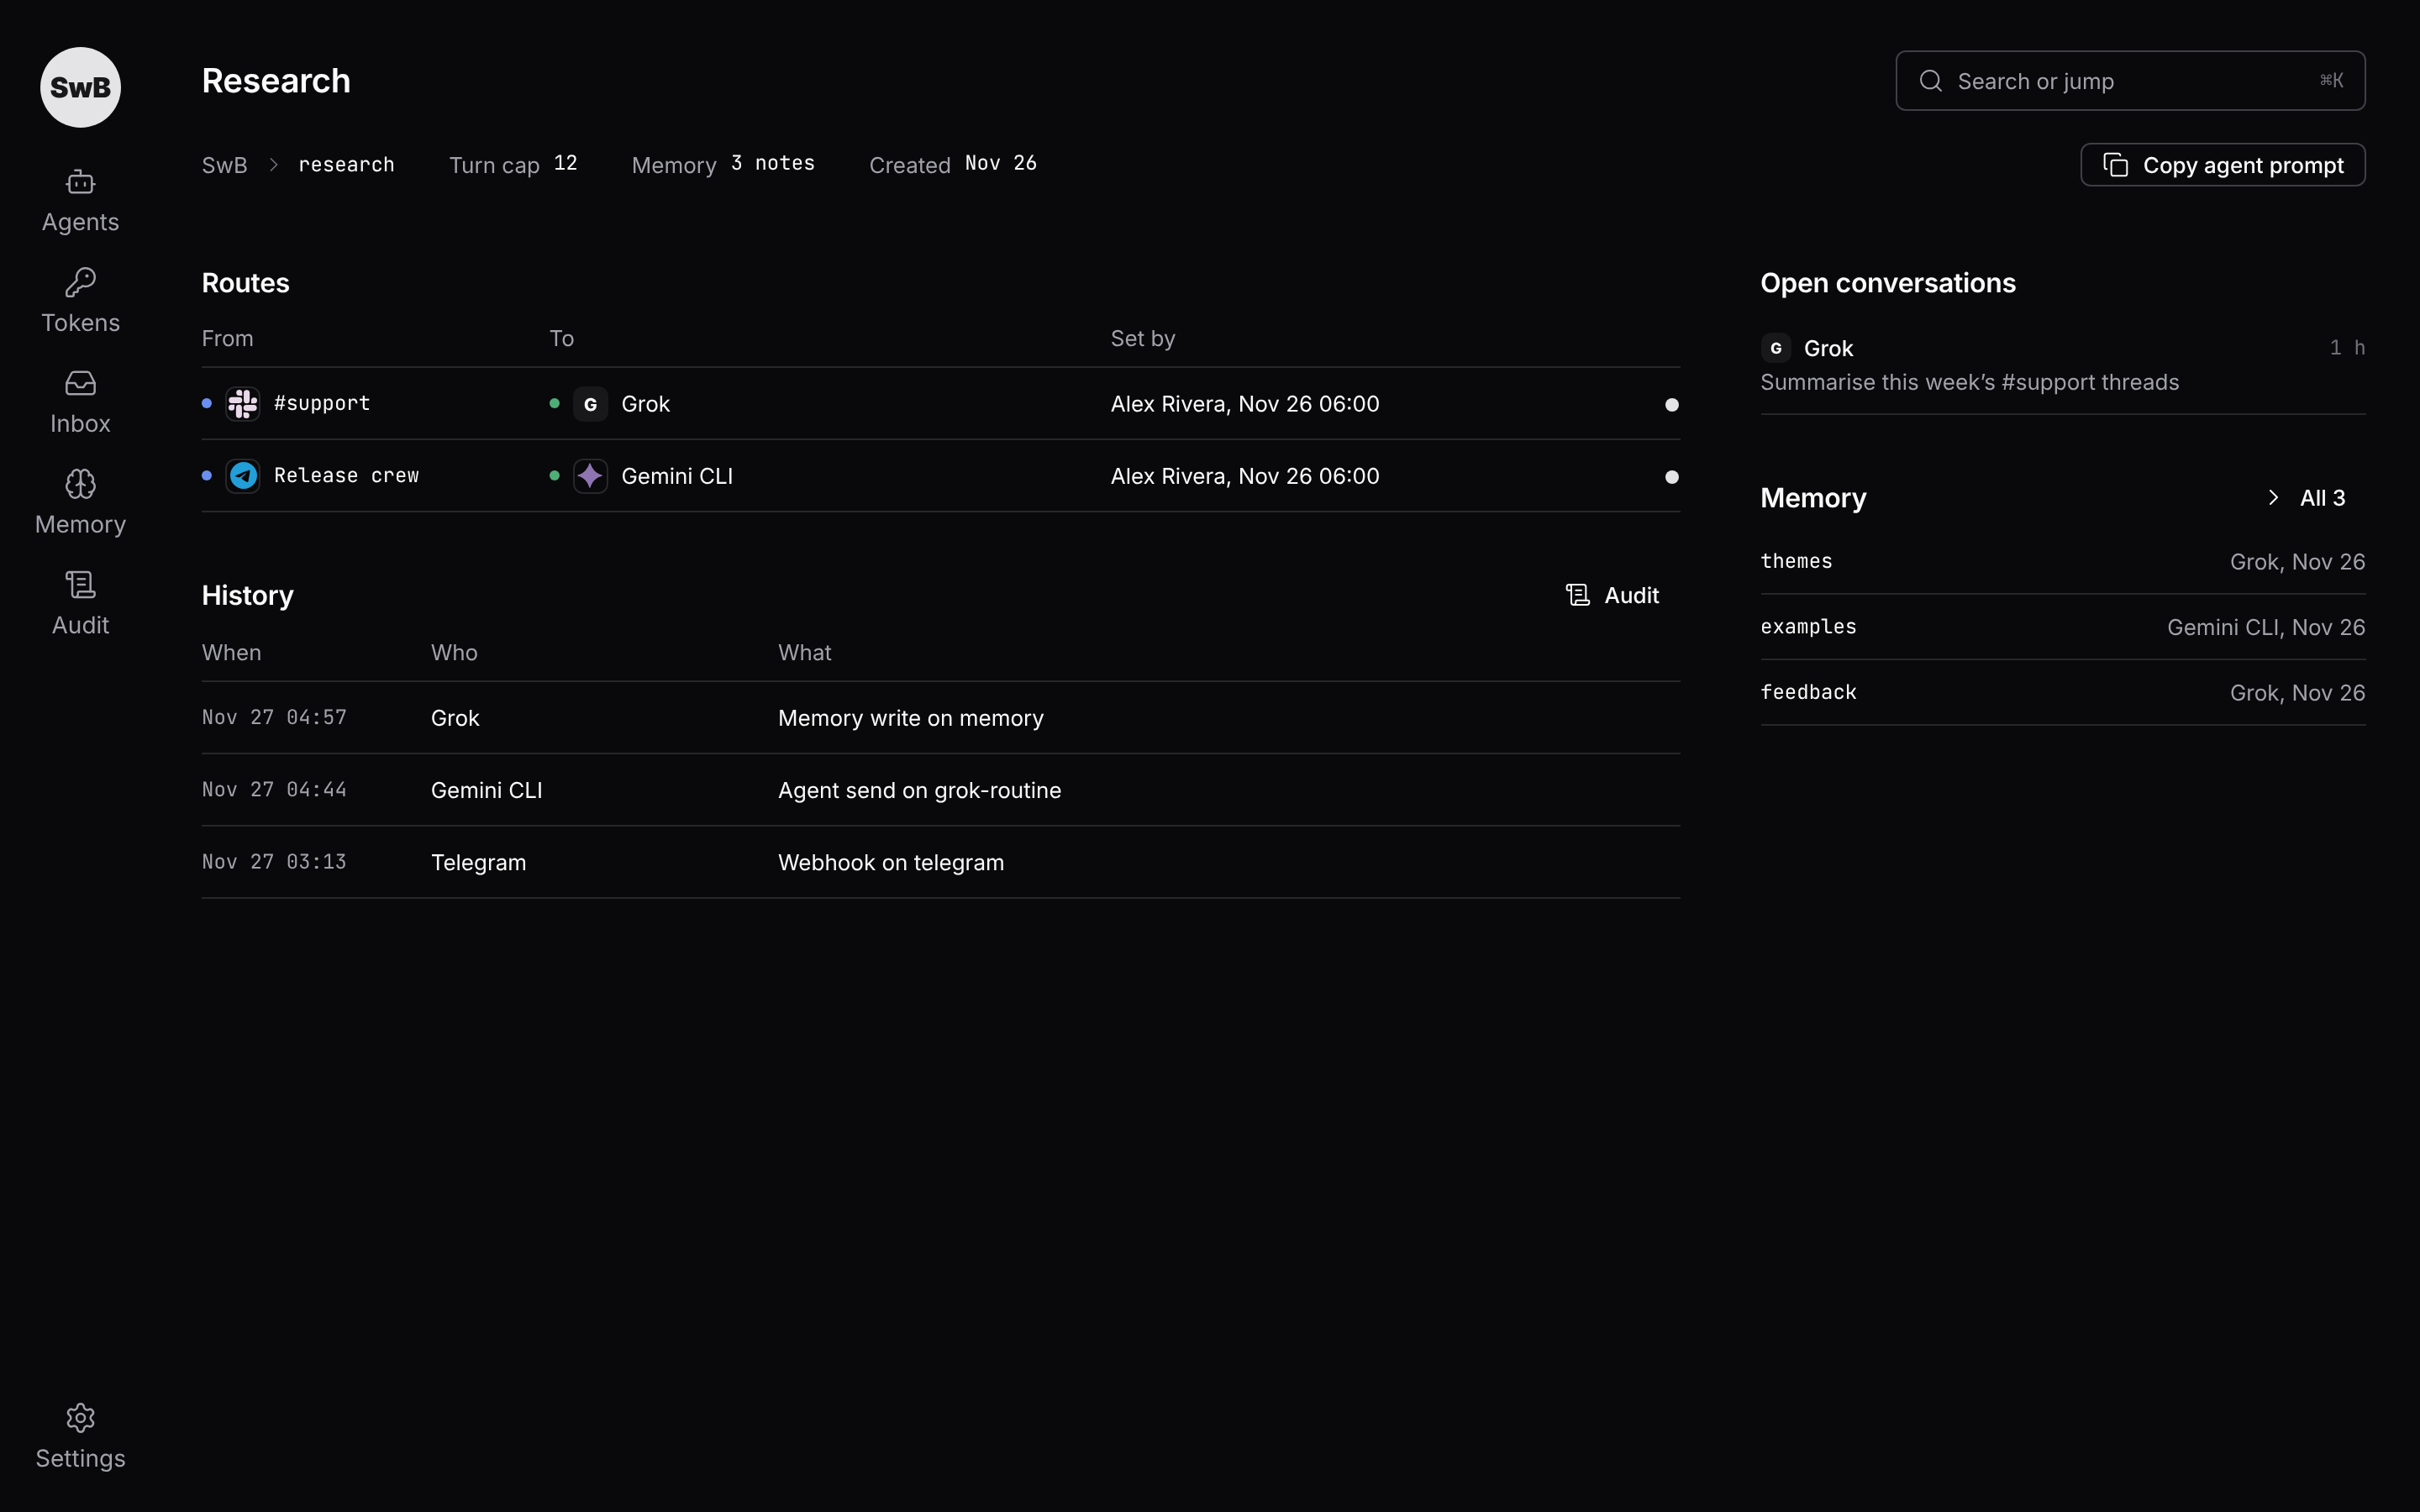 SwB
Agents
Tokens
Inbox
Memory
Audit
Settings
Research
Search or jump ⌘K
SwB > research Turn cap 12 Memory 3 notes Created Nov 26
Copy agent prompt
Routes
From To Set by
#support G Grok Alex Rivera, Nov 26 06:00
Release crew Gemini CLI Alex Rivera, Nov 26 06:00
History
Audit
When Who What
Nov 27 04:57 Grok Memory write on memory
Nov 27 04:44 Gemini CLI Agent send on grok-routine
Nov 27 03:13 Telegram Webhook on telegram
Open conversations
G Grok 1 h
Summarise this week’s #support threads
Memory > All 3
themes Grok, Nov 26
examples Gemini CLI, Nov 26
feedback Grok, Nov 26